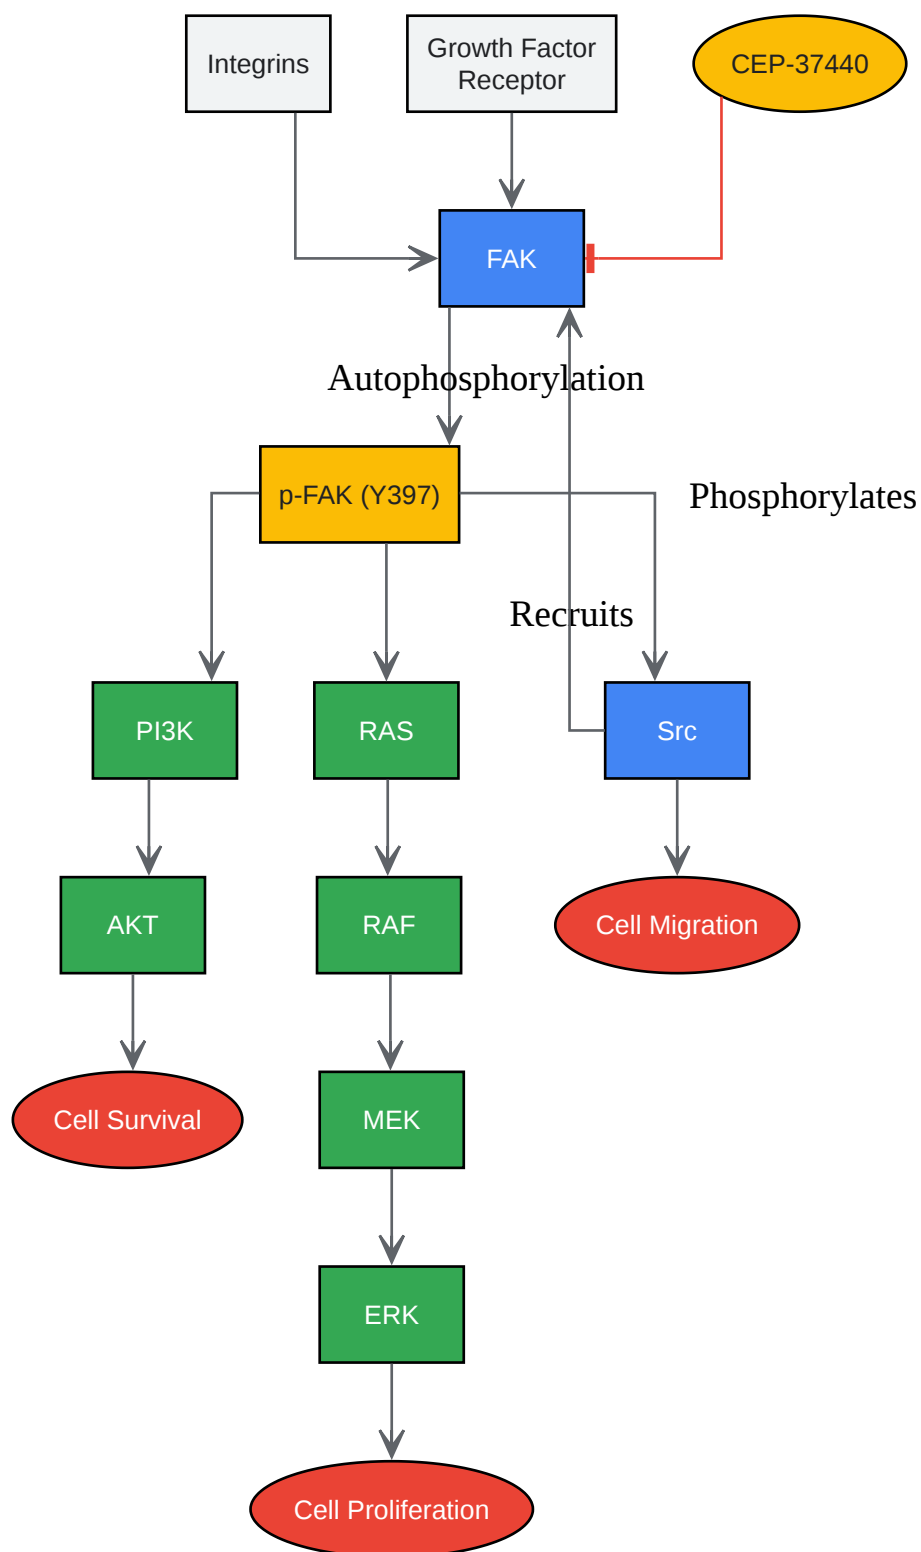 Integrins
Growth Factor
Receptor
CEP-37440
FAK
Autophosphorylation
p-FAK (Y397)
Phosphorylates
Recruits
PI3K
RAS
Src
AKT
RAF
Cell Migration
Cell Survival
MEK
ERK
Cell Proliferation